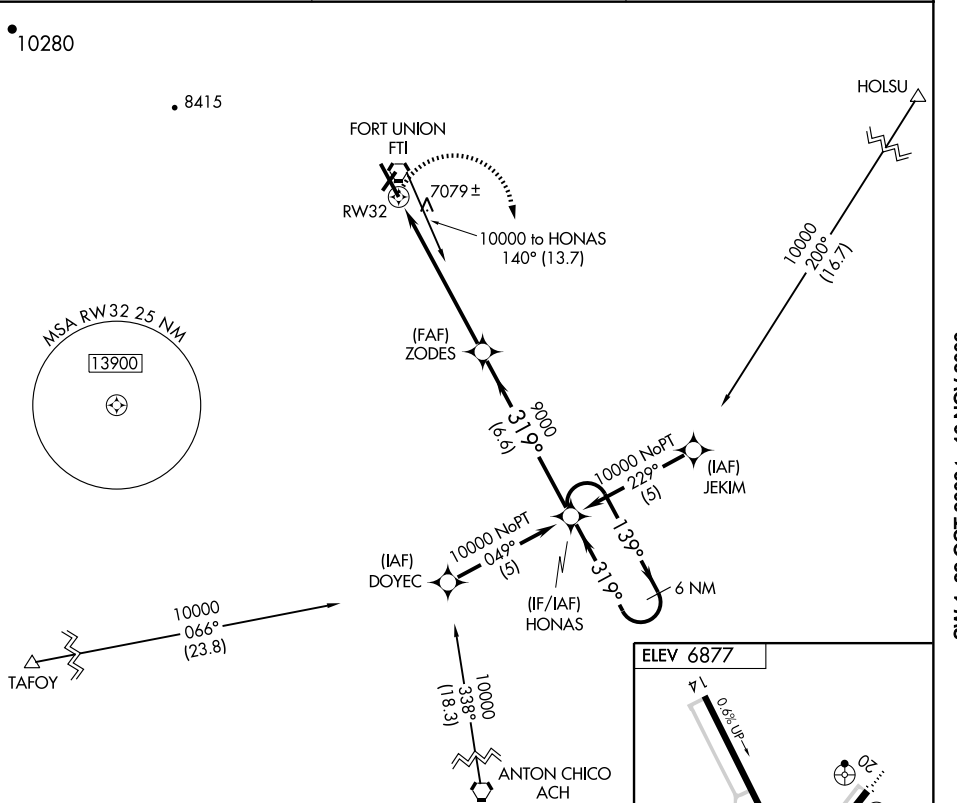 10280
8415
HOLSU
FORT UNION
FTI
7079 ±
RW32
10000 to HONAS
140° (13.7)
10000
200°
(16.7)
MSA RW32 25 NM
13900
(FAF)
ZODES
9000
319°
(6.6)
10000 NoPT
229°
(5)
(IAF)
JEKIM
10000 NoPT
049°
(5)
(IAF)
DOYEC
139°
319°
6 NM
(IF/IAF)
HONAS
10000
066°
(23.8)
TAFOY
10000
338°
(18.3)
ANTON CHICO
ACH
ELEV 6877
14
0.6% UP
20